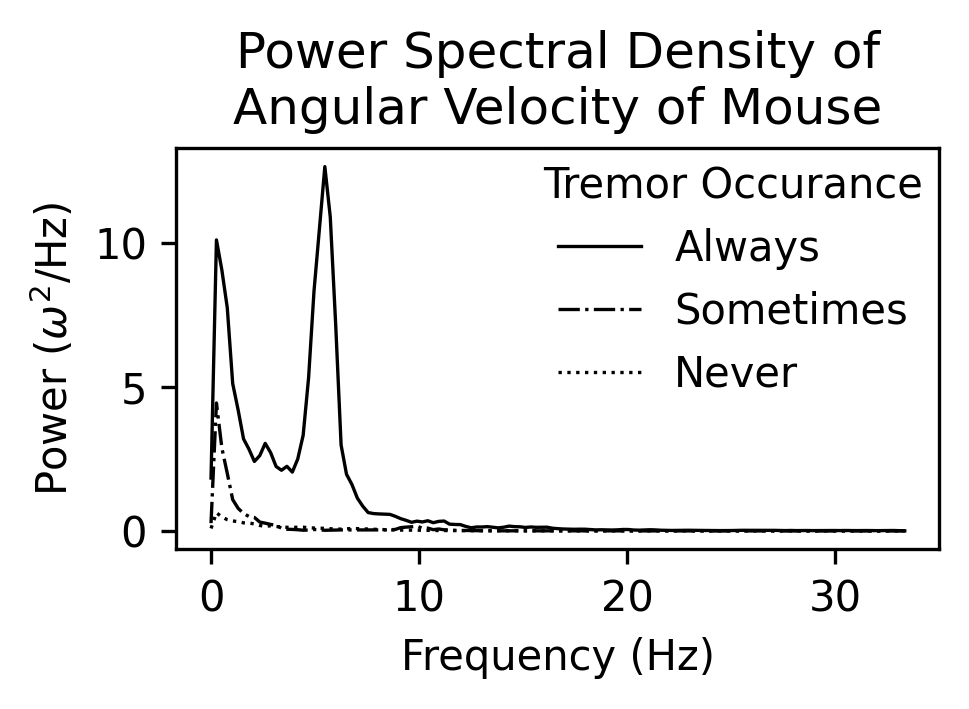 Power Spectral Density of
Angular Velocity of Mouse
Power (ω²/Hz)
10
5
0
Tremor Occurance
Always
Sometimes
Never
0 10 20 30
Frequency (Hz)